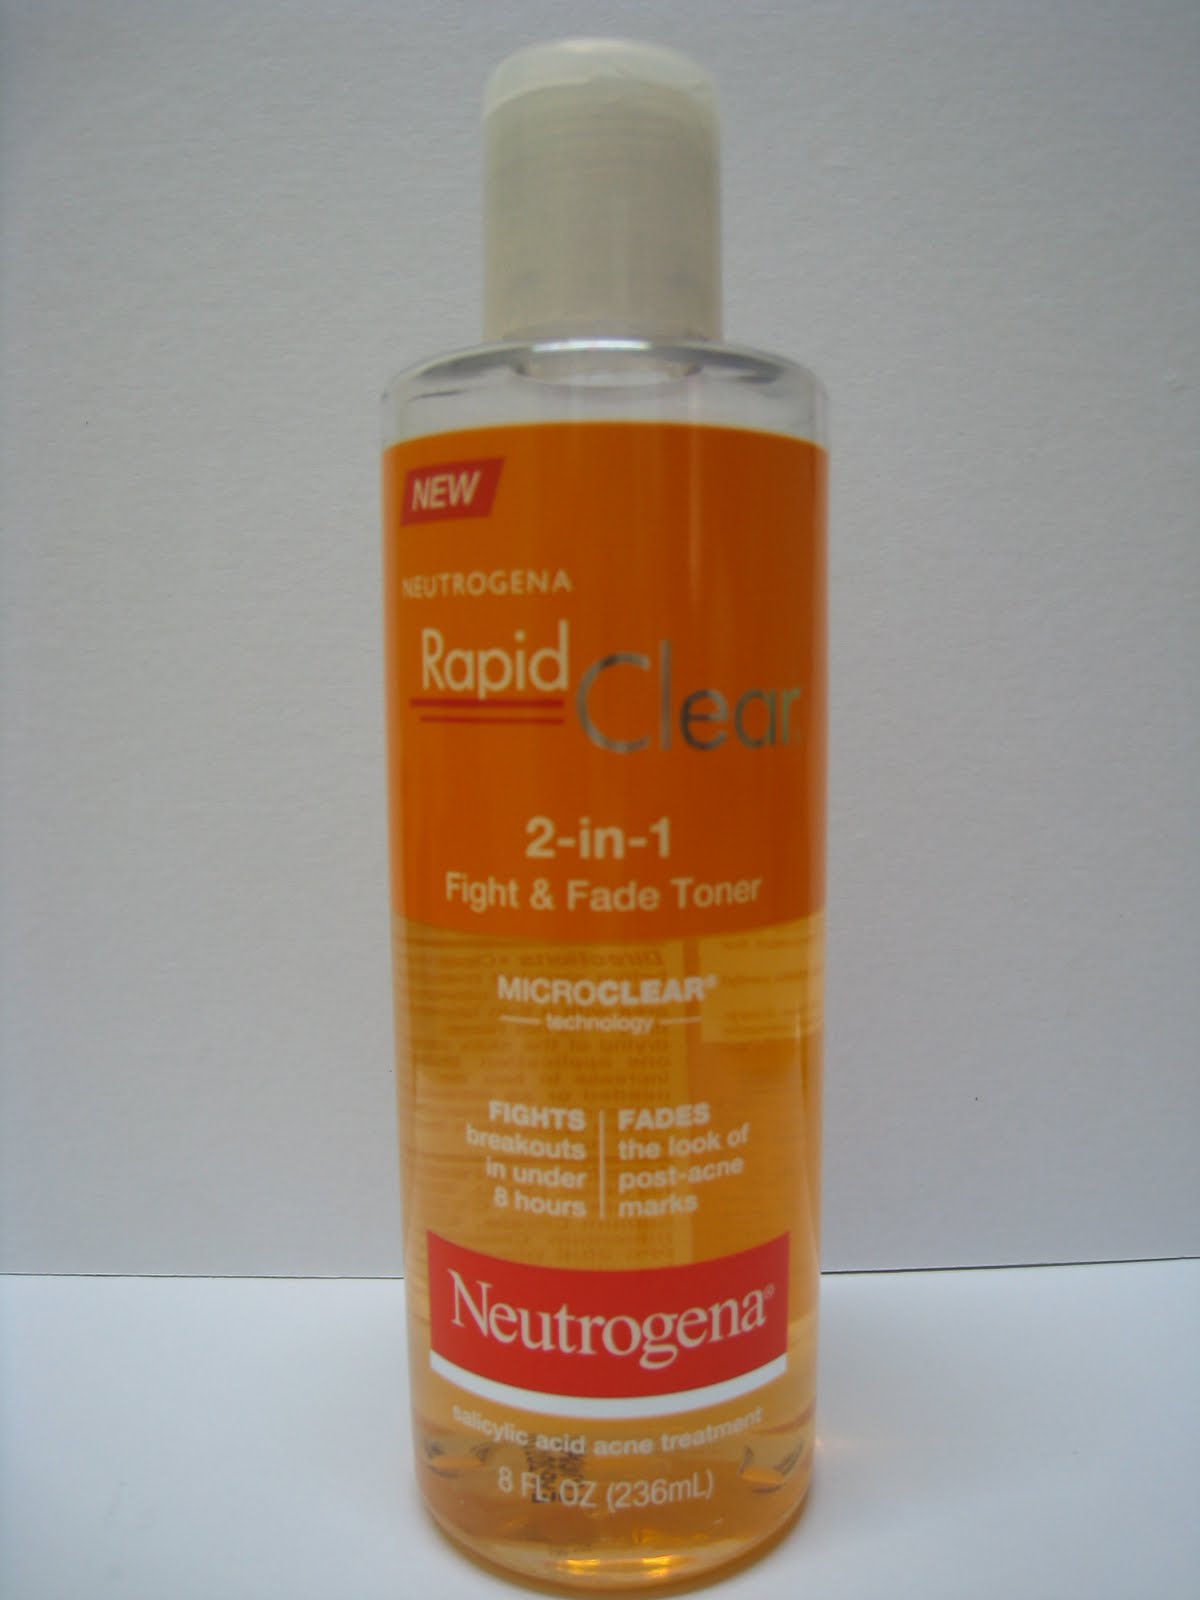 NEW
NEUTROGENA
Rapid Clear.
2-in-1
Fight & Fade Toner
MICROCLEAR®
technology
FIGHTS
breakouts
in under
8 hours
FADES
the look of
post-acne
marks
Neutrogena®
salicylic acid acne treatment
8 FL OZ (236mL)